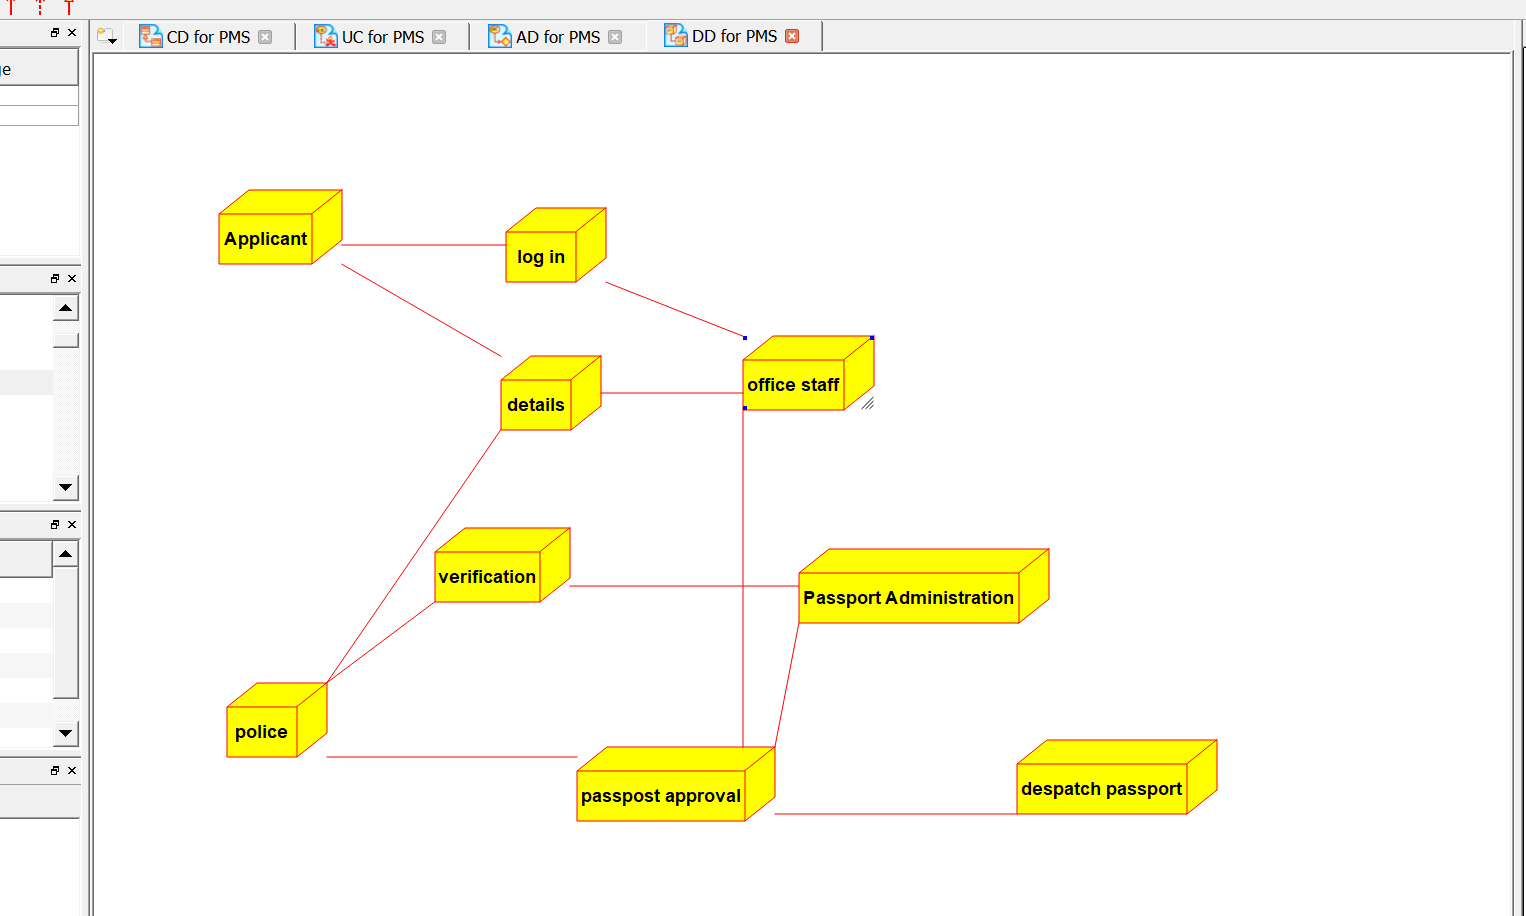 CD for PMS
UC for PMS
AD for PMS
DD for PMS
Applicant
log in
office staff
details
verification
Passport Administration
police
passpost approval
despatch passport